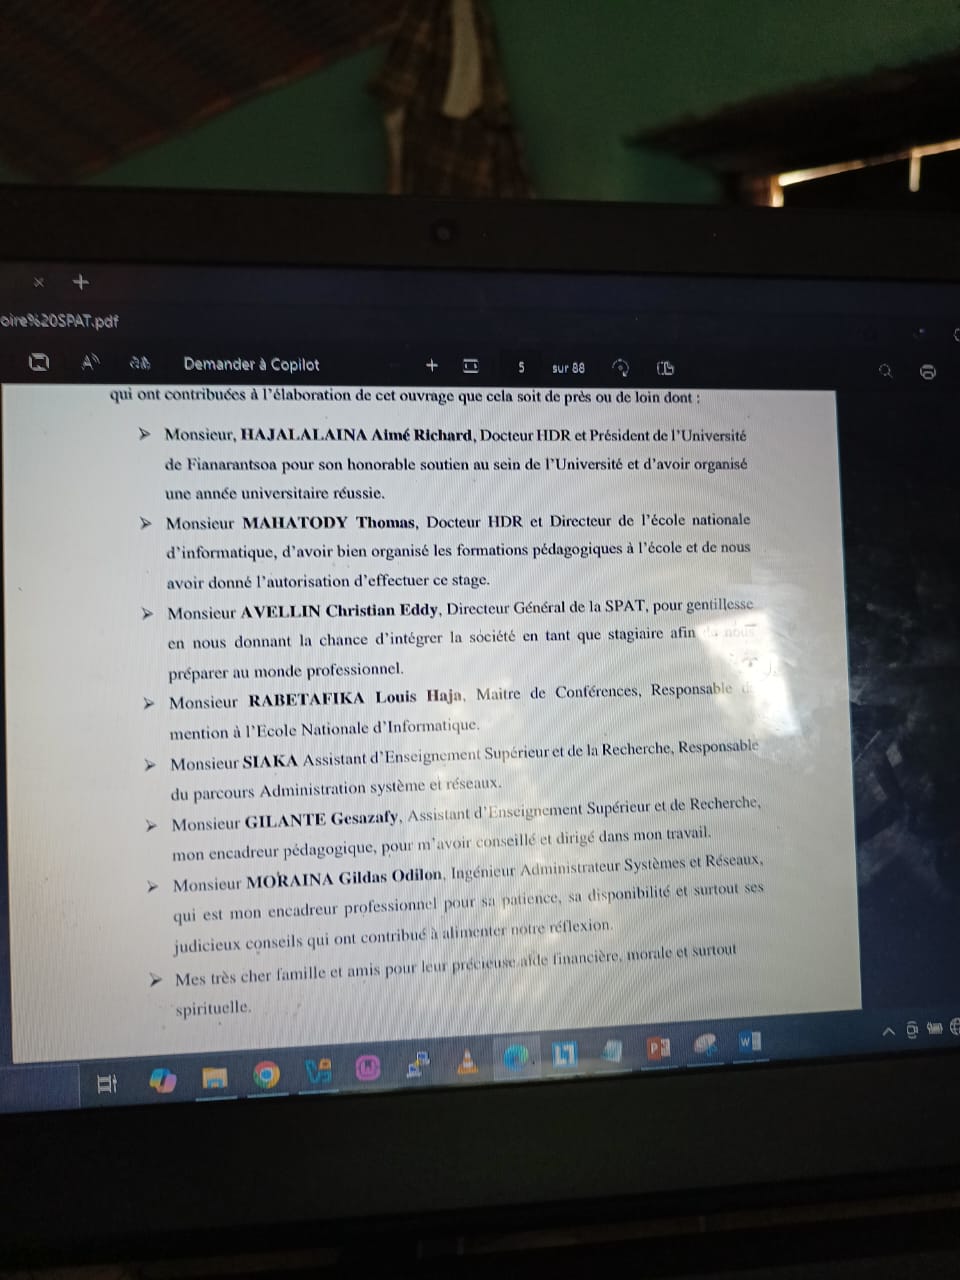 oire%20SPAT.pdf
Demander à Copilot
5 sur 88
qui ont contribuées à l'élaboration de cet ouvrage que cela soit de près ou de loin dont :
➢ Monsieur, HAJALALAINA Aimé Richard, Docteur HDR et Président de l'Université
de Fianarantsoa pour son honorable soutien au sein de l'Université et d'avoir organisé
une année universitaire réussie.
➢ Monsieur MAHATODY Thomas, Docteur HDR et Directeur de l'école nationale
d'informatique, d'avoir bien organisé les formations pédagogiques à l'école et de nous
avoir donné l'autorisation d'effectuer ce stage.
➢ Monsieur AVELLIN Christian Eddy, Directeur Général de la SPAT, pour gentillesse
en nous donnant la chance d'intégrer la société en tant que stagiaire afin de nous
préparer au monde professionnel.
➢ Monsieur RABETAFIKA Louis Haja, Maitre de Conférences, Responsable de
mention à l'Ecole Nationale d'Informatique.
➢ Monsieur SIAKA Assistant d'Enseignement Supérieur et de la Recherche, Responsable
du parcours Administration système et réseaux.
➢ Monsieur GILANTE Gesazafy, Assistant d'Enseignement Supérieur et de Recherche,
mon encadreur pédagogique, pour m'avoir conseillé et dirigé dans mon travail.
➢ Monsieur MORAINA Gildas Odilon, Ingénieur Administrateur Systèmes et Réseaux,
qui est mon encadreur professionnel pour sa patience, sa disponibilité et surtout ses
judicieux conseils qui ont contribué à alimenter notre réflexion.
➢ Mes très cher famille et amis pour leur précieuse aide financière, morale et surtout
spirituelle.